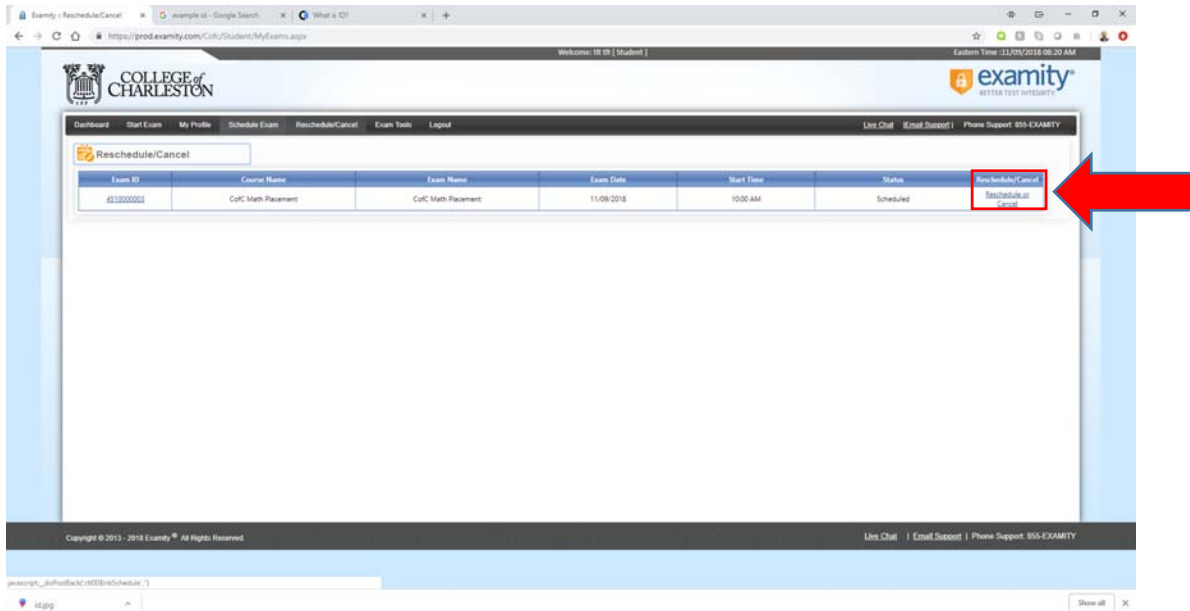 Examity : Reschedule/Cancel
example id - Google Search
What is ID?
https://prod.examity.com/Cofc/Student/MyExams.aspx
Welcome: ttt ttt [ Student ]
Eastern Time :11/09/2018 08:20 AM
COLLEGE of
CHARLESTON
examity®
BETTER TEST INTEGRITY
Dashboard Start Exam My Profile Schedule Exam Reschedule/Cancel Exam Tools Logout
Live Chat |Email Support | Phone Support 855-EXAMITY
Reschedule/Cancel
Exam ID Course Name Exam Name Exam Date Start Time Status Reschedule/Cancel
4510000003 CofC Math Placement CofC Math Placement 11/09/2018 10:00 AM Scheduled Reschedule or
Cancel
Copyright © 2013 - 2018 Examity ® All Rights Reserved.
Live Chat | Email Support | Phone Support: 855-EXAMITY
id.jpg
Show all